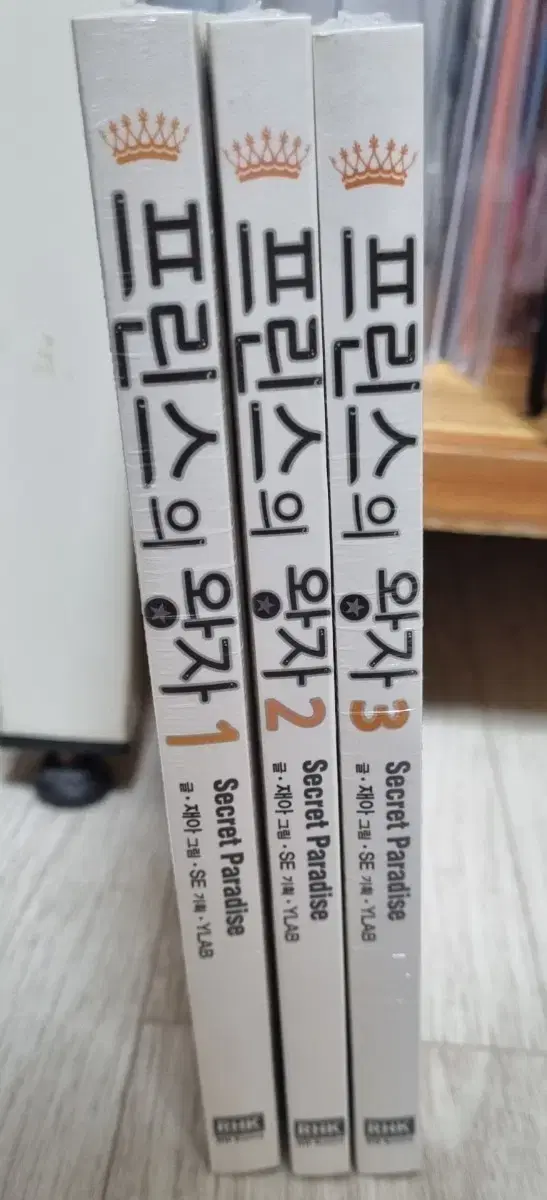 프린스의 왕자 1
Secret Paradise
글·재아 그림·SE 기획·YLAB
RHK
프린스의 왕자 2
Secret Paradise
글·재아 그림·SE 기획·YLAB
RHK
프린스의 왕자 3
Secret Paradise
글·재아 그림·SE 기획·YLAB
RHK